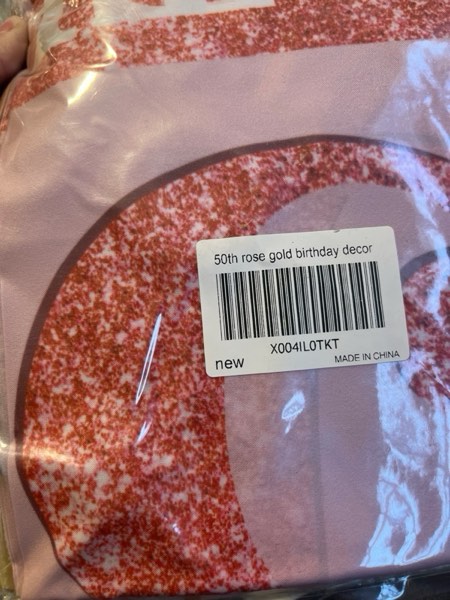 50th rose gold birthday decor
X004IL0TKT
new
MADE IN CHINA